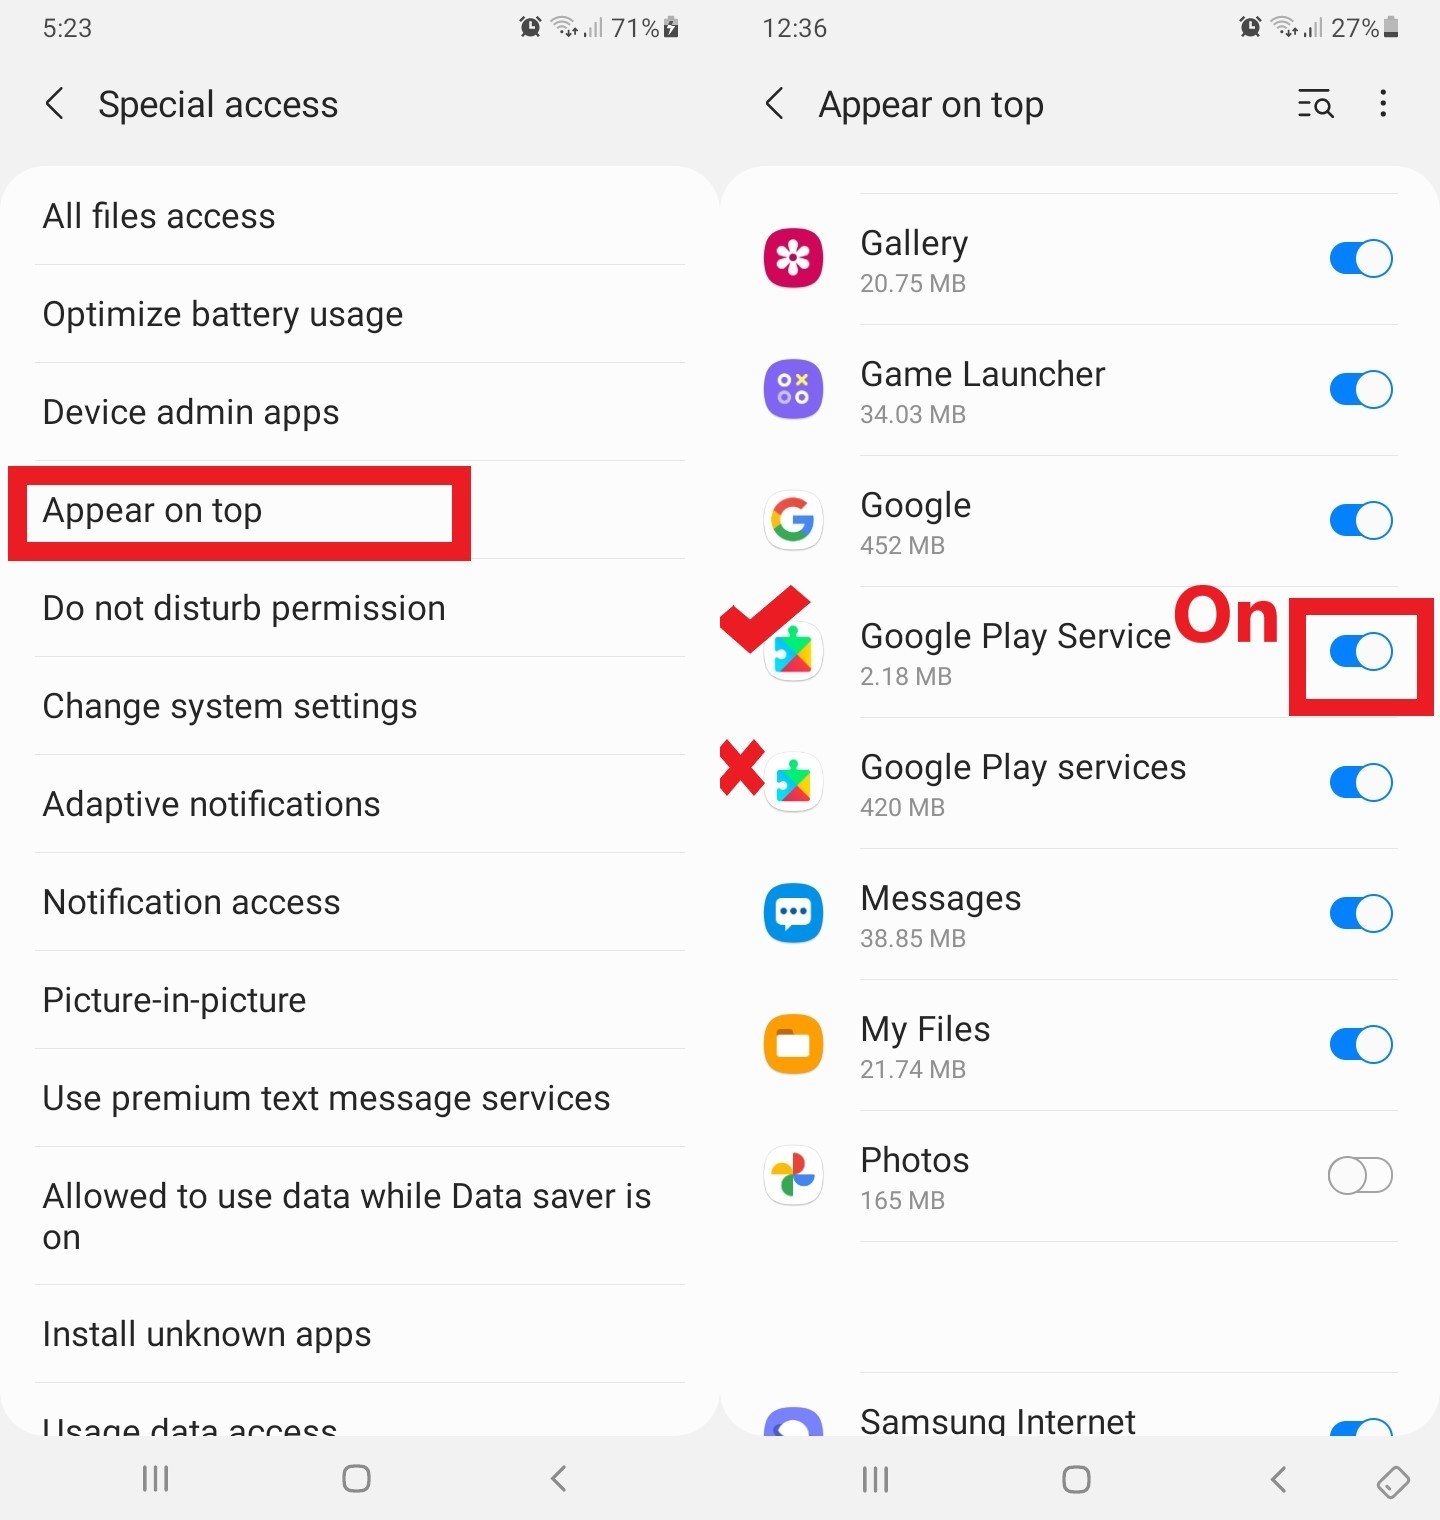 5:23
71%
Special access
All files access
Optimize battery usage
Device admin apps
Appear on top
Do not disturb permission
Change system settings
Adaptive notifications
Notification access
Picture-in-picture
Use premium text message services
Allowed to use data while Data saver is
on
Install unknown apps
Usage data access
12:36
27%
Appear on top
Gallery
20.75 MB
Game Launcher
34.03 MB
Google
452 MB
Google Play Service
On
2.18 MB
Google Play services
420 MB
Messages
38.85 MB
My Files
21.74 MB
Photos
165 MB
Samsung Internet